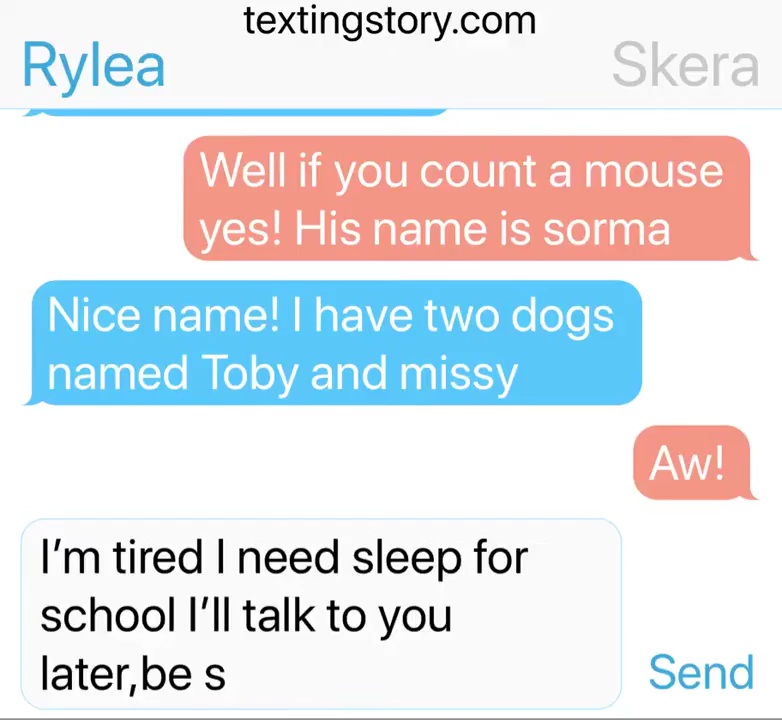 textingstory.com
Rylea
Skera
Well if you count a mouse
yes! His name is sorma
Nice name! I have two dogs
named Toby and missy
Aw!
I'm tired I need sleep for
school I'll talk to you
later,be s
Send